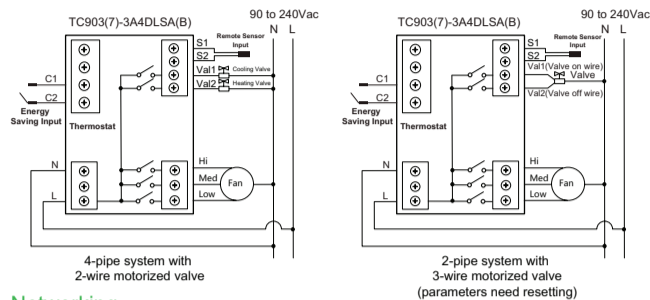 TC903(7)-3A4DLSA(B)
90 to 240Vac
N L
S1
S2
Remote Sensor
Input
Val1
Cooling Valve
Val2
Heating Valve
C1
C2
Energy
Saving Input
Thermostat
N
L
Hi
Med
Low
Fan
4-pipe system with
2-wire motorized valve
TC903(7)-3A4DLSA(B)
90 to 240Vac
N L
S1
S2
Remote Sensor
Input
Val1(Valve on wire)
Valve
Val2(Valve off wire)
C1
C2
Energy
Saving Input
Thermostat
N
L
Hi
Med
Low
Fan
2-pipe system with
3-wire motorized valve
(parameters need resetting)